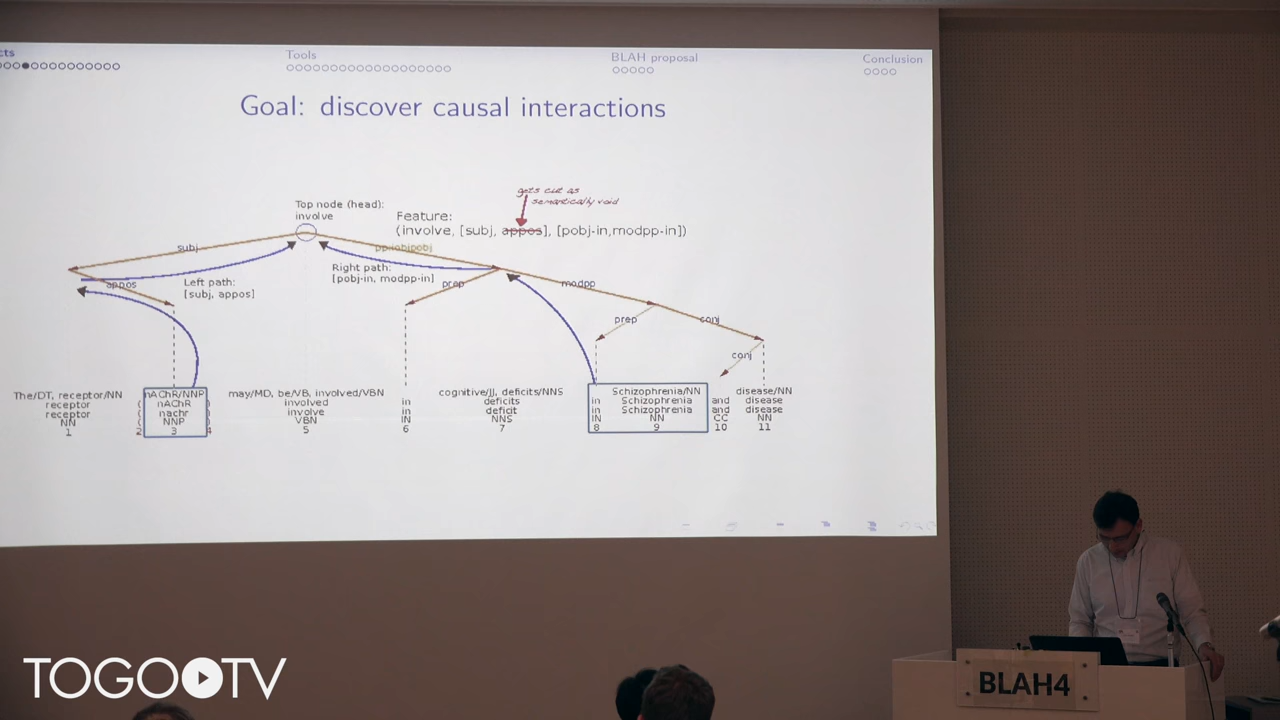 cts
Tools
BLAH proposal
Conclusion
Goal: discover causal interactions
gets cut as
semantically void
Top node (head):
involve
Feature:
(involve, [subj, appos], [pobj-in,modpp-in])
subj
Right path:
[pobj-in, modpp-in]
appos
Left path:
[subj, appos]
prep
modpp
prep
conj
conj
The/DT, receptor/NN
receptor
receptor
NN
1
(
(
(
2
nAChR/NNP
nAChR
nachr
NNP
3
)
)
)
4
may/MD, be/VB, involved/VBN
involved
involve
VBN
5
in
in
IN
6
cognitive/JJ, deficits/NNS
deficits
deficit
NNS
7
in
in
IN
8
Schizophrenia/NN
Schizophrenia
Schizophrenia
NN
9
and
and
CC
10
disease/NN
disease
disease
NN
11
BLAH4
TOGO TV